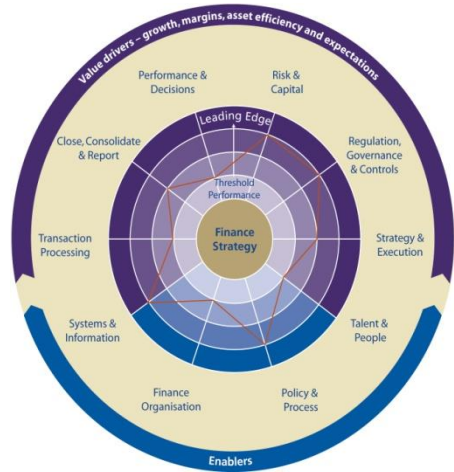 Value drivers – growth, margins, asset efficiency and expectations
Performance &
Decisions
Risk &
Capital
Close, Consolidate
& Report
Leading Edge
Regulation,
Governance
& Controls
Threshold
Performance
Transaction
Processing
Finance
Strategy
Strategy &
Execution
Systems &
Information
Talent &
People
Finance
Organisation
Policy &
Process
Enablers